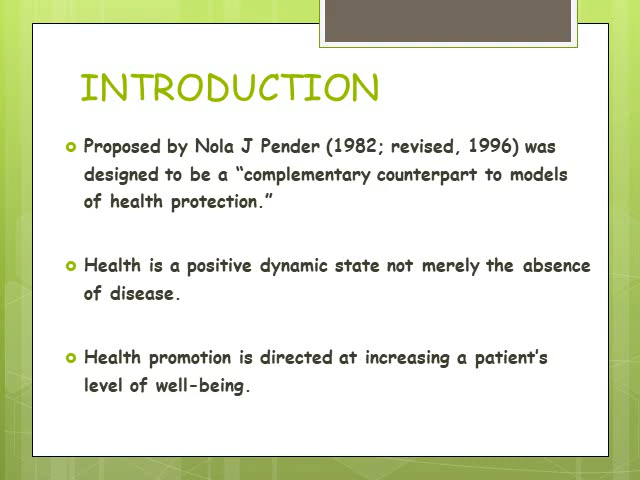 INTRODUCTION
Proposed by Nola J Pender (1982; revised, 1996) was
designed to be a “complementary counterpart to models
of health protection.”
Health is a positive dynamic state not merely the absence
of disease.
Health promotion is directed at increasing a patient’s
level of well-being.